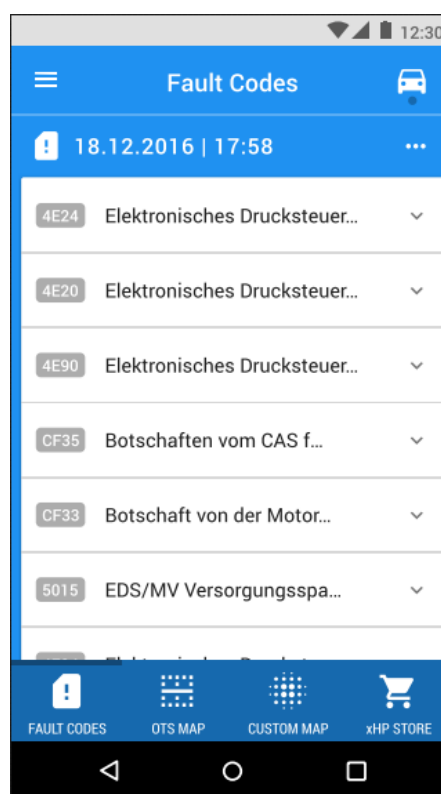 12:30
Fault Codes
18.12.2016 | 17:58
4E24 Elektronisches Drucksteuer...
4E20 Elektronisches Drucksteuer...
4E90 Elektronisches Drucksteuer...
CF35 Botschaften vom CAS f...
CF33 Botschaft von der Motor...
5015 EDS/MV Versorgungsspa...
FAULT CODES OTS MAP CUSTOM MAP xHP STORE